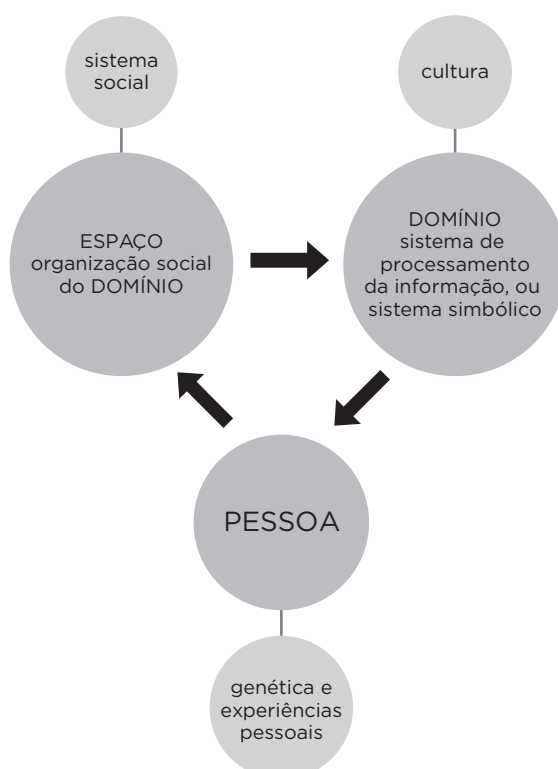 sistema
social
cultura
ESPAÇO
organização social
do DOMÍNIO
DOMÍNIO
sistema de
processamento
da informação, ou
sistema simbólico
PESSOA
genética e
experiências
pessoais